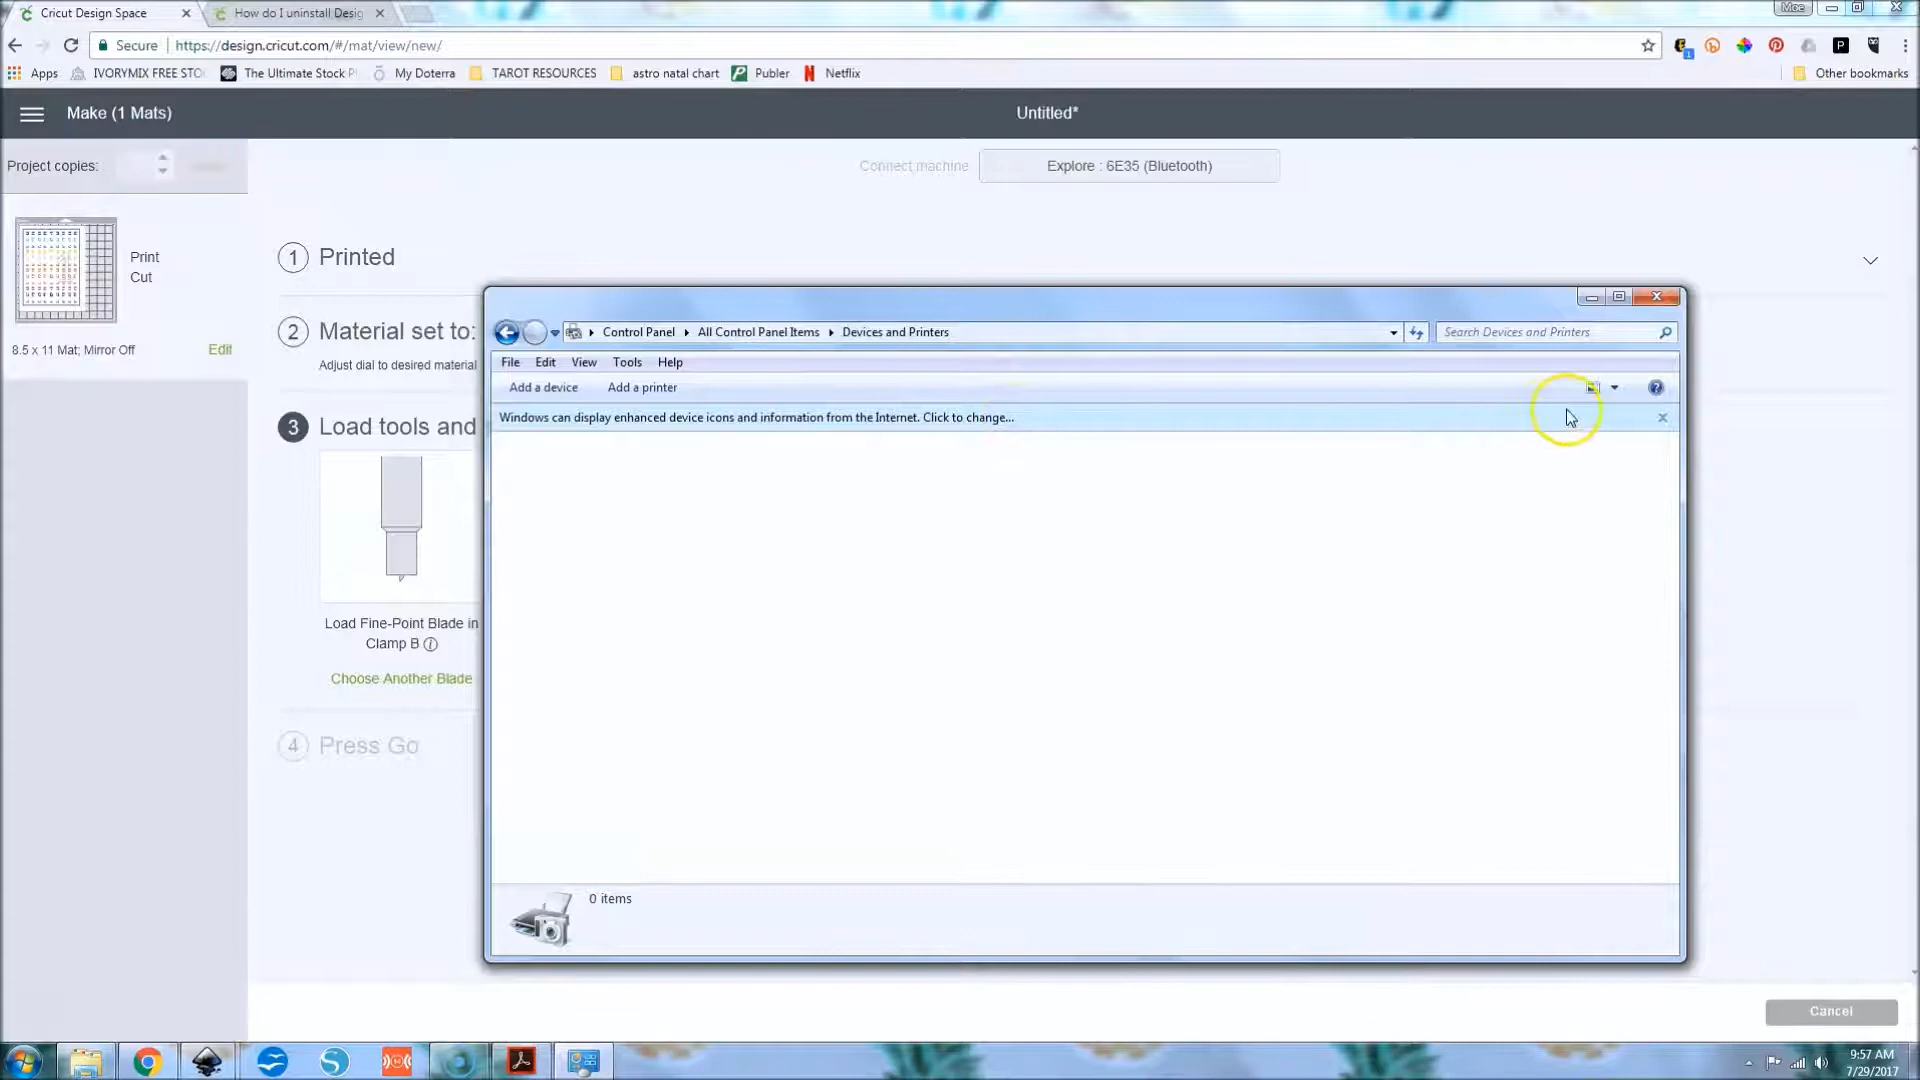 Cricut Design Space
How do I uninstall Desig
Moe
Secure
https://design.cricut.com/#/mat/view/new/
Apps
IVORYMIX FREE STO
The Ultimate Stock P
My Doterra
TAROT RESOURCES
astro natal chart
Publer
Netflix
Other bookmarks
Make (1 Mats)
Untitled*
Project copies:
Connect machine
Explore : 6E35 (Bluetooth)
Print
Cut
8.5 x 11 Mat; Mirror Off
Edit
1
Printed
2
Material set to:
Adjust dial to desired material
3
Load tools and
Load Fine-Point Blade in
Clamp B
Choose Another Blade
4
Press Go
Control Panel
All Control Panel Items
Devices and Printers
Search Devices and Printers
File
Edit
View
Tools
Help
Add a device
Add a printer
Windows can display enhanced device icons and information from the Internet. Click to change...
0 items
Cancel
9:57 AM
7/29/2017